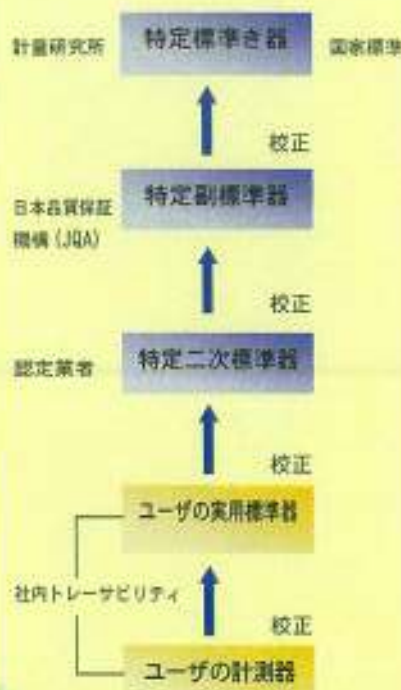 計量研究所 特定標準き器 国家標準
校正
日本品質保証
機構(JQA)
特定副標準器
校正
認定業者 特定二次標準器
校正
ユーザの実用標準器
社内トレーサビリティ
校正
ユーザの計測器